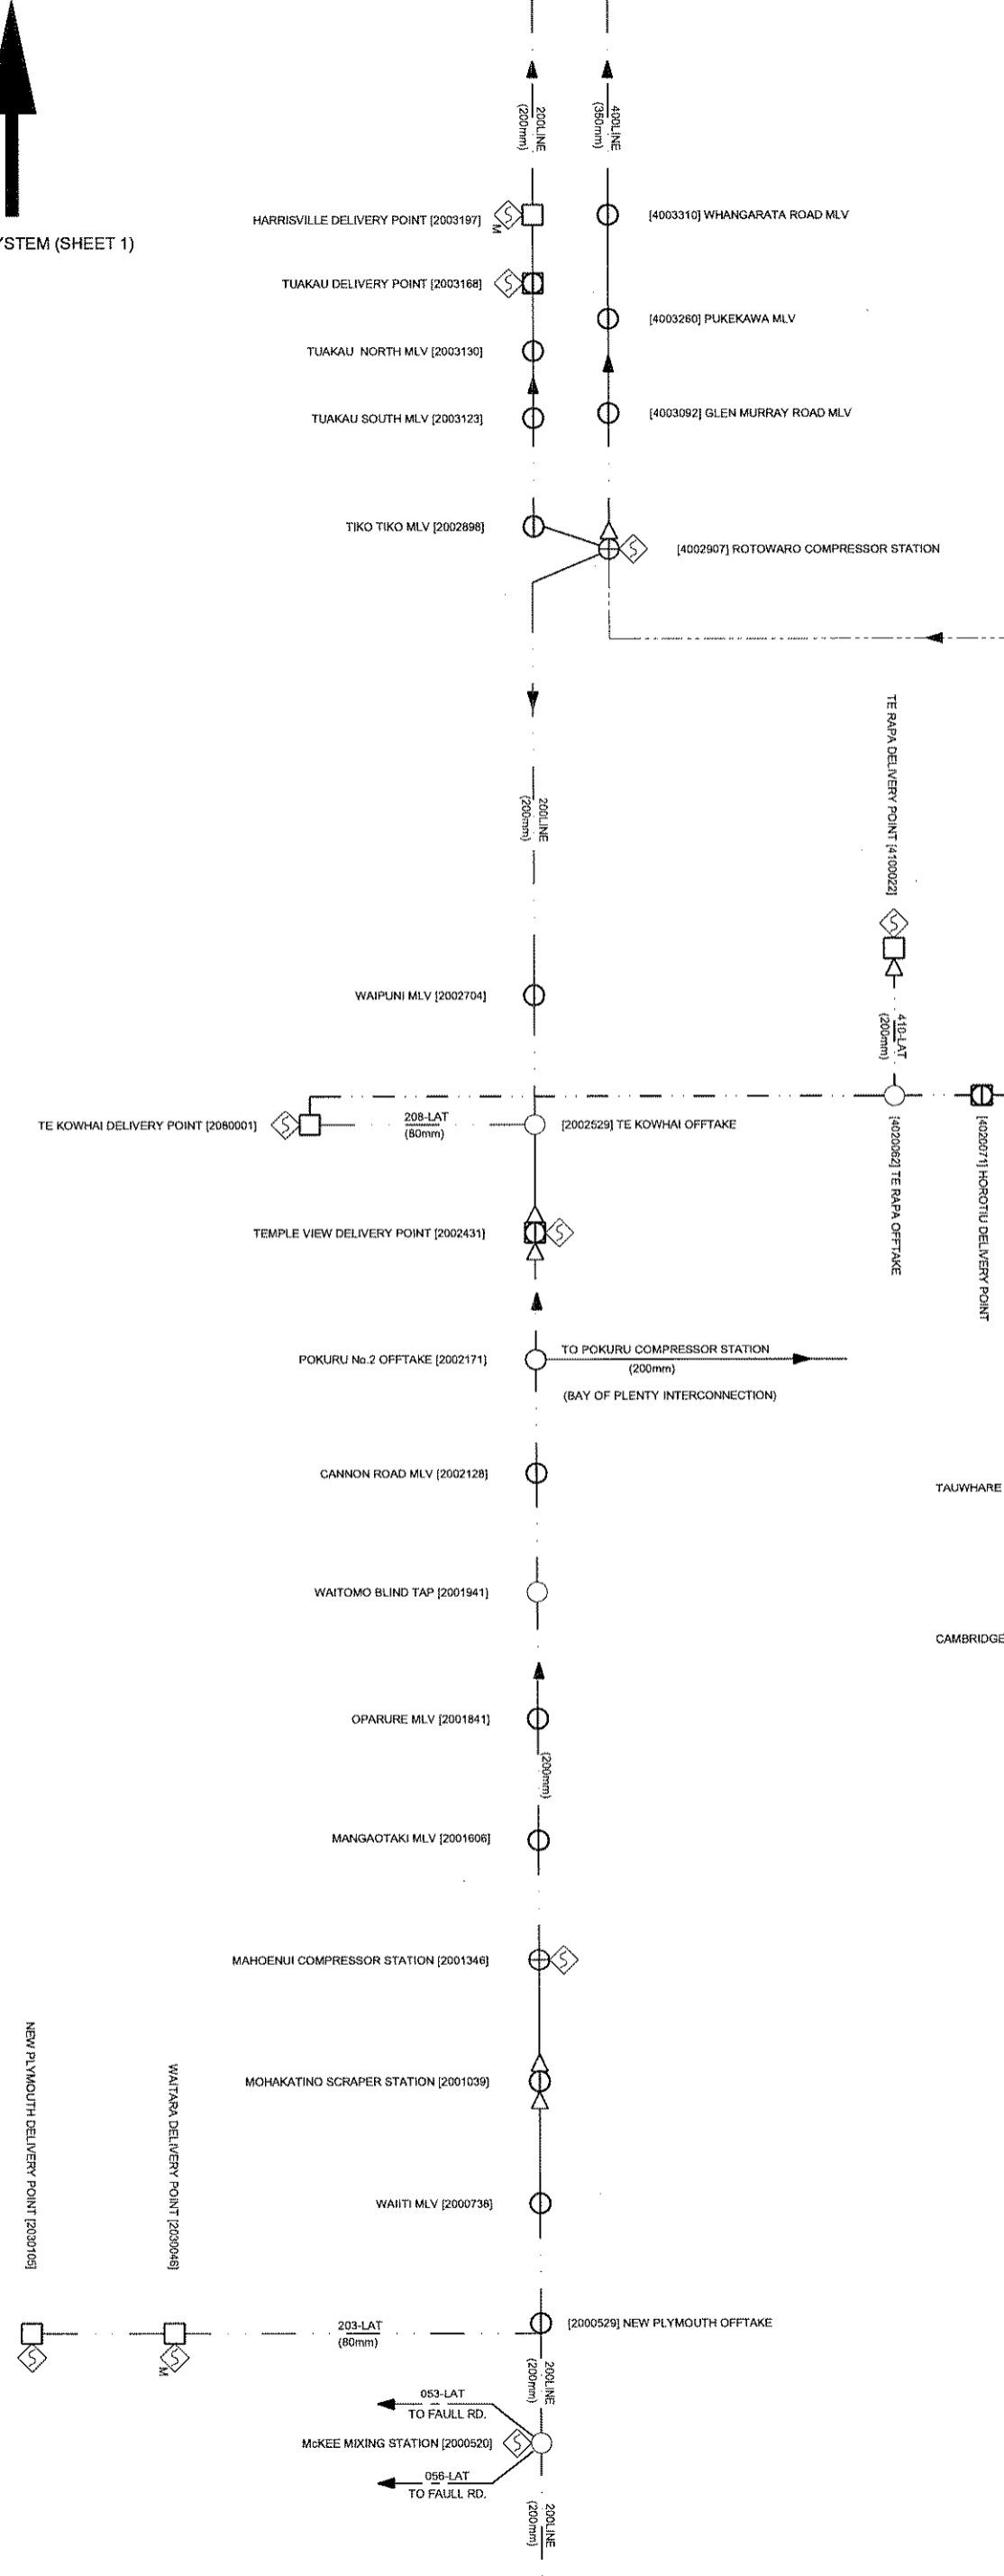 200LINE
(200mm)
400LINE
(350mm)
HARRISVILLE DELIVERY POINT [2003197]
M
[4003310] WHANGARATA ROAD MLV
YSTEM (SHEET 1)
TUAKAU DELIVERY POINT [2003168]
[4003260] PUKEKAWA MLV
TUAKAU NORTH MLV [2003130]
TUAKAU SOUTH MLV [2003123]
[4003092] GLEN MURRAY ROAD MLV
TIKO TIKO MLV [2002898]
[4002907] ROTOWARO COMPRESSOR STATION
200LINE
(200mm)
TE RAPA DELIVERY POINT [4100022]
WAIPUNI MLV [2002704]
410-LAT
(200mm)
TE KOWHAI DELIVERY POINT [2080001]
208-LAT
(80mm)
[2002529] TE KOWHAI OFFTAKE
[4020062] TE RAPA OFFTAKE
[4020071] HOROTIU DELIVERY POINT
TEMPLE VIEW DELIVERY POINT [2002431]
POKURU No.2 OFFTAKE [2002171]
TO POKURU COMPRESSOR STATION
(200mm)
(BAY OF PLENTY INTERCONNECTION)
CANNON ROAD MLV [2002128]
TAUWHARE
WAITOMO BLIND TAP [2001941]
CAMBRIDGE
OPARURE MLV [2001841]
(200mm)
MANGAOTAKI MLV [2001606]
MAHOENUI COMPRESSOR STATION [2001346]
NEW PLYMOUTH DELIVERY POINT [2030105]
WAITARA DELIVERY POINT [2030046]
MOHAKATINO SCRAPER STATION [2001039]
WAIITI MLV [2000736]
203-LAT
(80mm)
[2000529] NEW PLYMOUTH OFFTAKE
M
200LINE
(200mm)
053-LAT
TO FAULL RD.
McKEE MIXING STATION [2000520]
056-LAT
TO FAULL RD.
200LINE
(200mm)